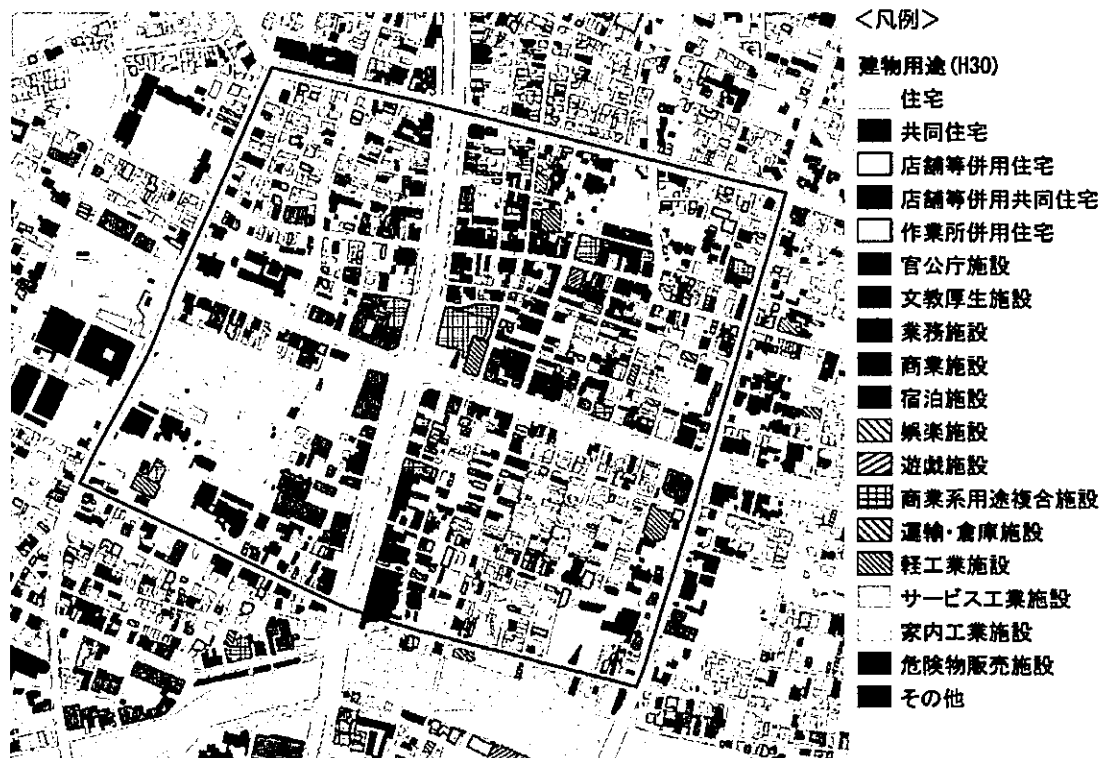 <凡例>
建物用途(H30)
住宅
共同住宅
店舗等併用住宅
店舗等併用共同住宅
作業所併用住宅
官公庁施設
文教厚生施設
業務施設
商業施設
宿泊施設
娯楽施設
遊戯施設
商業系用途複合施設
運輸・倉庫施設
軽工業施設
サービス工業施設
家内工業施設
危険物販売施設
その他